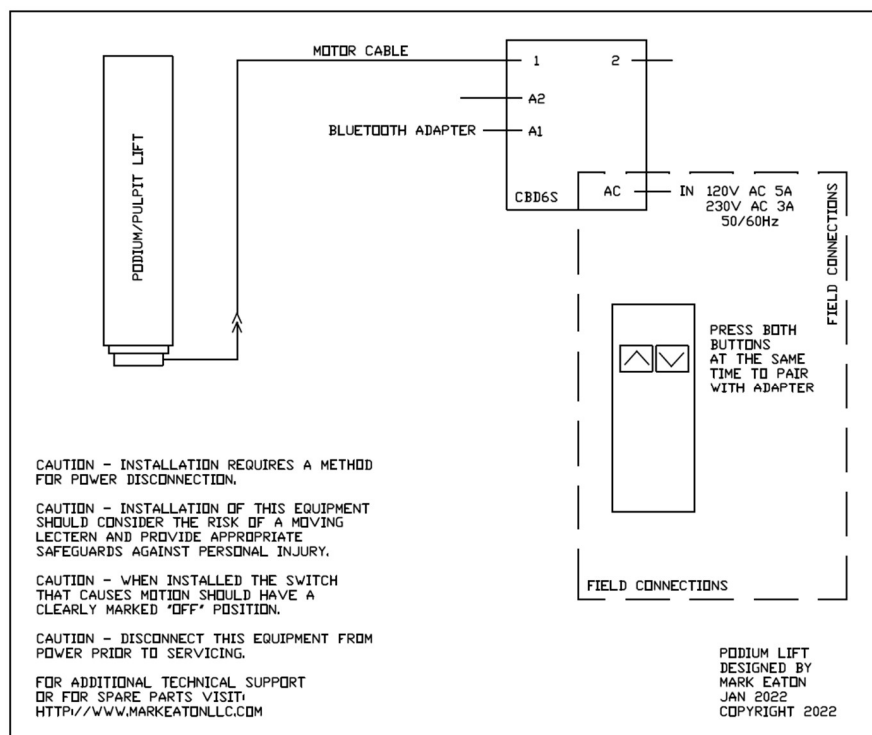 MOTOR CABLE
1
2
A2
BLUETOOTH ADAPTER
A1
CBD6S
AC
IN 120V AC 5A
230V AC 3A
50/60Hz
FIELD CONNECTIONS
PODIUM/PULPIT LIFT
PRESS BOTH
BUTTONS
AT THE SAME
TIME TO PAIR
WITH ADAPTER
FIELD CONNECTIONS
CAUTION - INSTALLATION REQUIRES A METHOD
FOR POWER DISCONNECTION.
CAUTION - INSTALLATION OF THIS EQUIPMENT
SHOULD CONSIDER THE RISK OF A MOVING
LECTERN AND PROVIDE APPROPRIATE
SAFEGUARDS AGAINST PERSONAL INJURY.
CAUTION - WHEN INSTALLED THE SWITCH
THAT CAUSES MOTION SHOULD HAVE A
CLEARLY MARKED "OFF" POSITION.
CAUTION - DISCONNECT THIS EQUIPMENT FROM
POWER PRIOR TO SERVICING.
FOR ADDITIONAL TECHNICAL SUPPORT
OR FOR SPARE PARTS VISIT:
HTTP://WWW.MARKEATONLLC.COM
PODIUM LIFT
DESIGNED BY
MARK EATON
JAN 2022
COPYRIGHT 2022